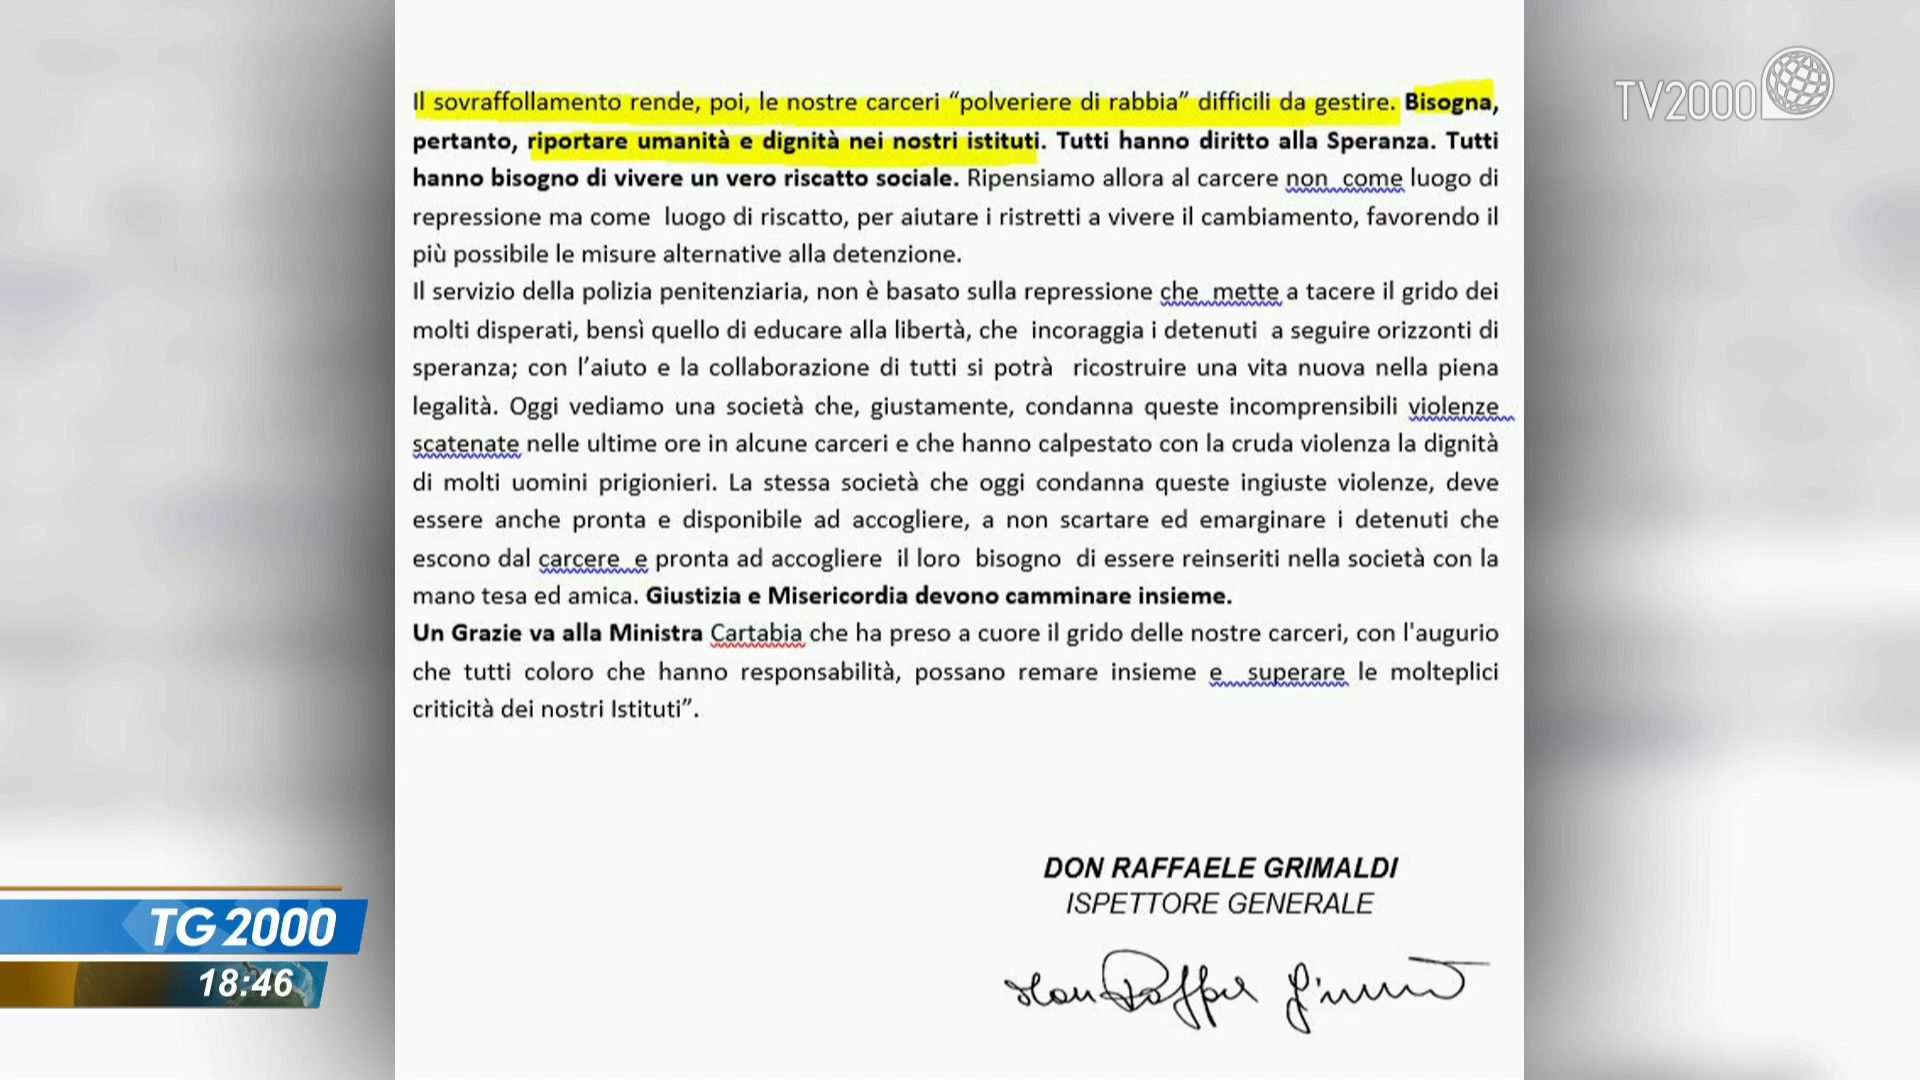 TV2000
Il sovraffollamento rende, poi, le nostre carceri “polveriere di rabbia” difficili da gestire. Bisogna,
pertanto, riportare umanità e dignità nei nostri istituti. Tutti hanno diritto alla Speranza. Tutti
hanno bisogno di vivere un vero riscatto sociale. Ripensiamo allora al carcere non come luogo di
repressione ma come luogo di riscatto, per aiutare i ristretti a vivere il cambiamento, favorendo il
più possibile le misure alternative alla detenzione.
Il servizio della polizia penitenziaria, non è basato sulla repressione che mette a tacere il grido dei
molti disperati, bensì quello di educare alla libertà, che incoraggia i detenuti a seguire orizzonti di
speranza; con l’aiuto e la collaborazione di tutti si potrà ricostruire una vita nuova nella piena
legalità. Oggi vediamo una società che, giustamente, condanna queste incomprensibili violenze
scatenate nelle ultime ore in alcune carceri e che hanno calpestato con la cruda violenza la dignità
di molti uomini prigionieri. La stessa società che oggi condanna queste ingiuste violenze, deve
essere anche pronta e disponibile ad accogliere, a non scartare ed emarginare i detenuti che
escono dal carcere e pronta ad accogliere il loro bisogno di essere reinseriti nella società con la
mano tesa ed amica. Giustizia e Misericordia devono camminare insieme.
Un Grazie va alla Ministra Cartabia che ha preso a cuore il grido delle nostre carceri, con l'augurio
che tutti coloro che hanno responsabilità, possano remare insieme e superare le molteplici
criticità dei nostri Istituti”.
DON RAFFAELE GRIMALDI
ISPETTORE GENERALE
TG 2000
18:46